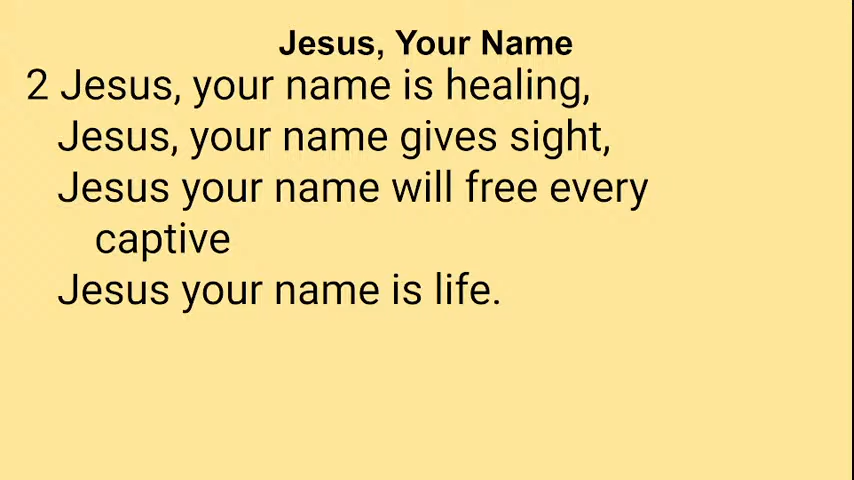 Jesus, Your Name
2 Jesus, your name is healing,
Jesus, your name gives sight,
Jesus your name will free every
captive
Jesus your name is life.